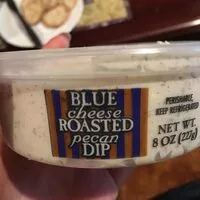 BLUE
cheese
ROASTED
pecan
DIP
PERISHABLE
KEEP REFRIGERATED
NET WT.
8 OZ (227g)